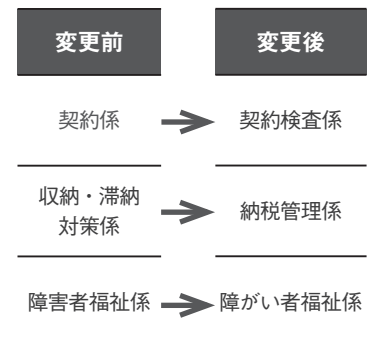 変更前 変更後
契約係 契約検査係
収納・滞納
対策係
納税管理係
障害者福祉係 障がい者福祉係